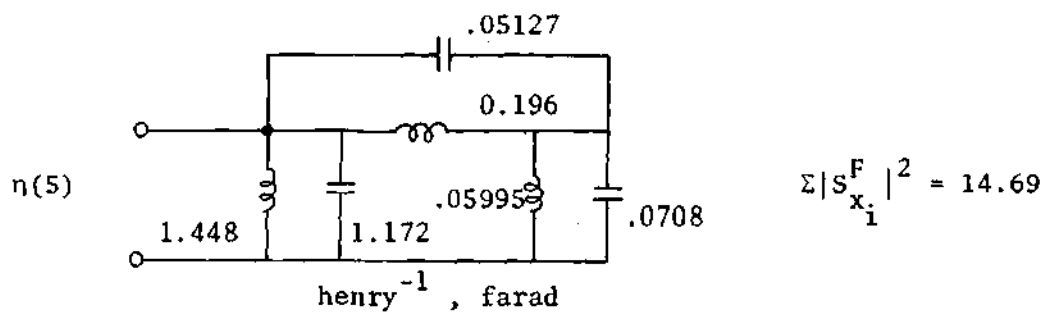 .05127
0.196
η(5)
.05995
.0708
1.448
1.172
Σ|S^F_{x_i}|^2 = 14.69
henry^{-1} , farad